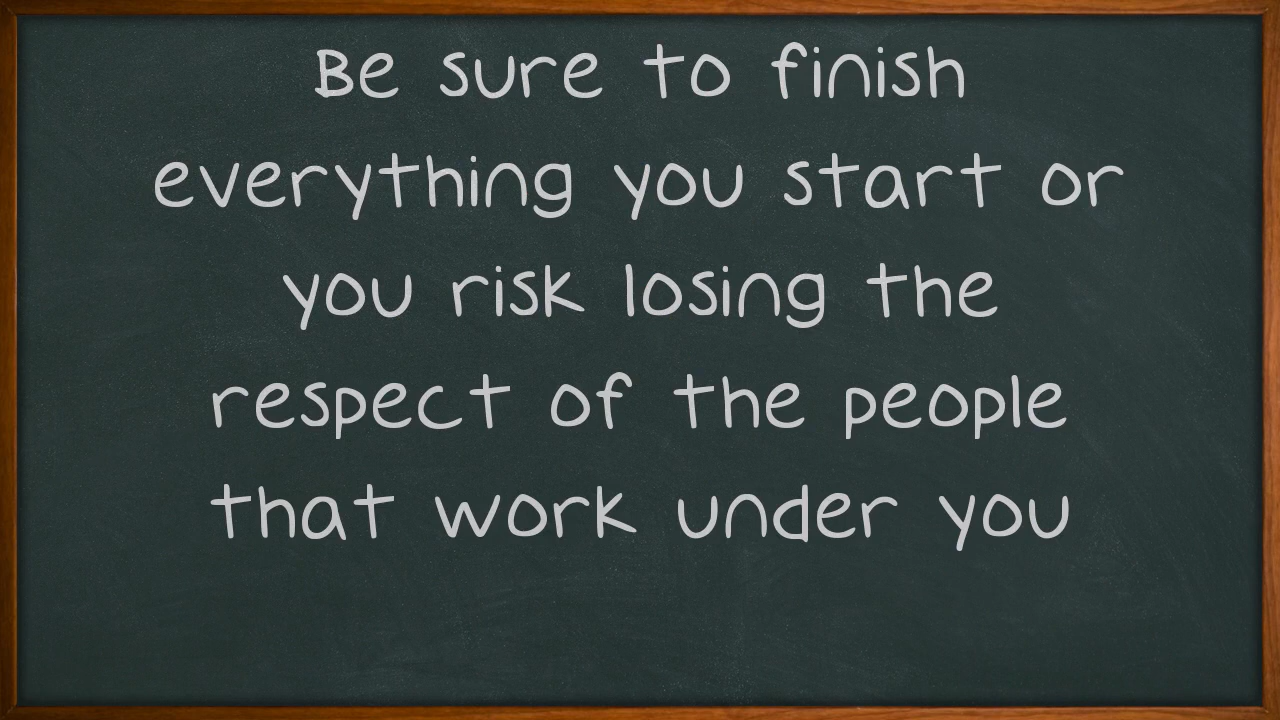 Be sure to finish
everything you start or
you risk losing the
respect of the people
that work under you